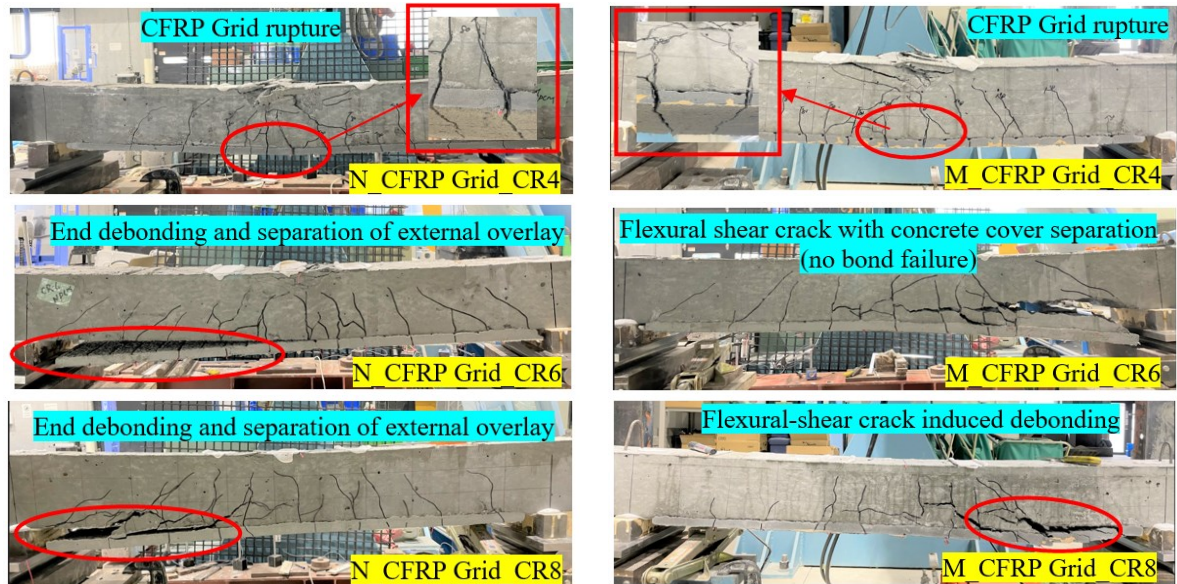 CFRP Grid rupture
N_CFRP Grid_CR4
CFRP Grid rupture
M_CFRP Grid_CR4
End debonding and separation of external overlay
CR6
N_CFRP Grid_CR6
Flexural shear crack with concrete cover separation
(no bond failure)
M_CFRP Grid_CR6
End debonding and separation of external overlay
N_CFRP Grid_CR8
Flexural-shear crack induced debonding
M_CFRP Grid_CR8